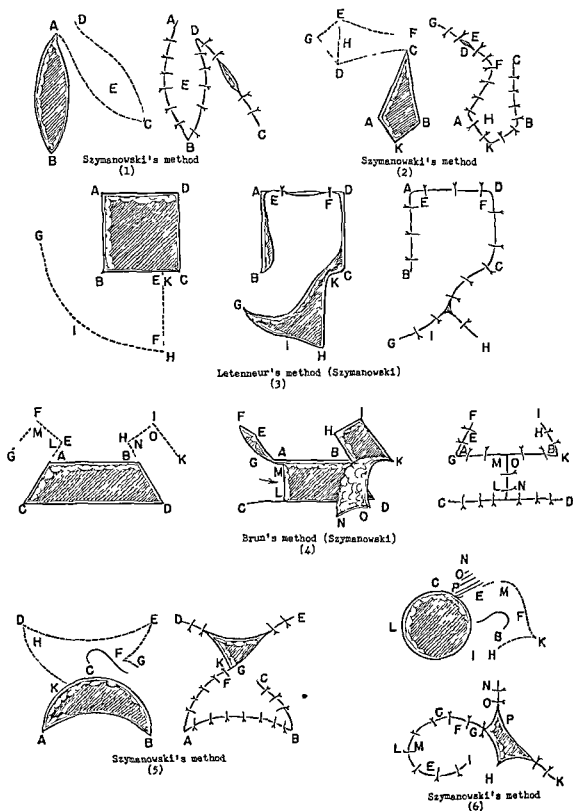 A D A D
E E
C
B B C
Szymanowski's method
(1)
E F G E
G H D F
C C
D
A B A H B
K K
Szymanowski's method
(2)
A D A D A D
E F E F
G
B E K C B K C B C
F G
I H I H G I H
Letenneur's method (Szymanowski)
(3)
F I F I F I
M E H O E H E H
G L N K G A B K G A B K
A B M M O
L L N
C D C N O D C D
Brun's method (Szymanowski)
(4)
D E D E
H F G
C K G
K F C
A B A B
Szymanowski's method
(5)
N
C P O M
E
L F
B
I H K
N
C F O
M G P
L
E I
H K
Szymanowski's method
(6)